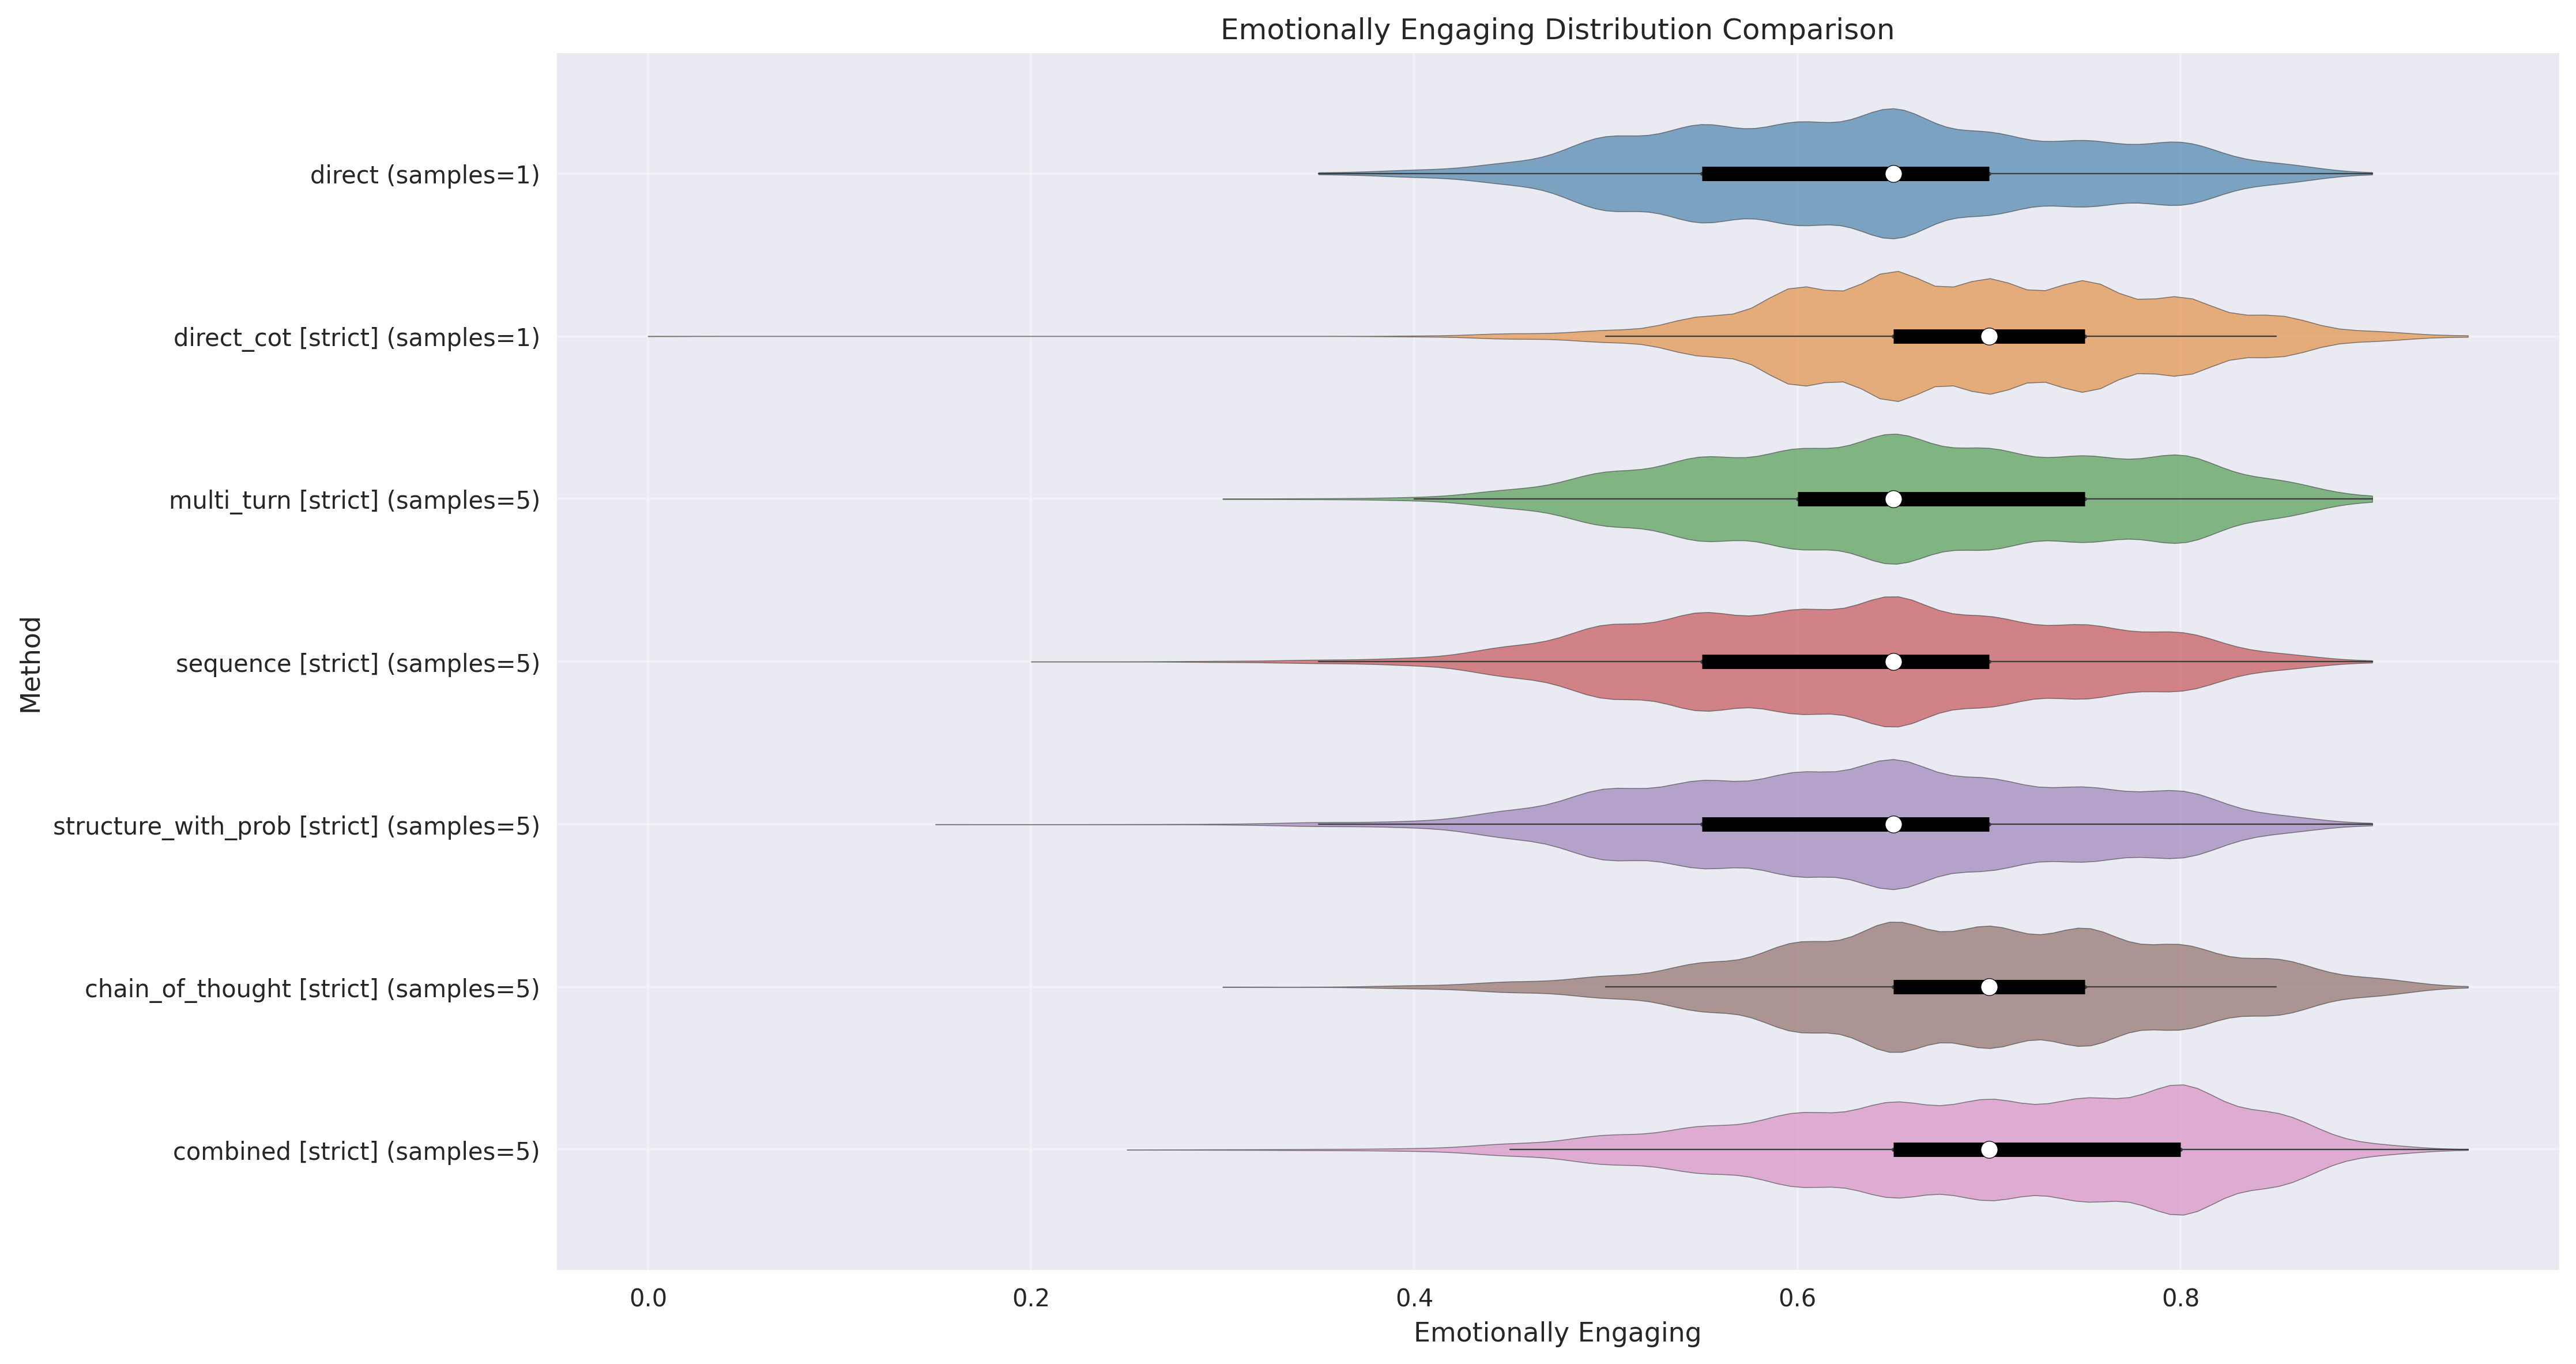 Emotionally Engaging Distribution Comparison
direct (samples=1)
direct_cot [strict] (samples=1)
multi_turn [strict] (samples=5)
sequence [strict] (samples=5)
structure_with_prob [strict] (samples=5)
chain_of_thought [strict] (samples=5)
combined [strict] (samples=5)
Method
0.0 0.2 0.4 0.6 0.8
Emotionally Engaging